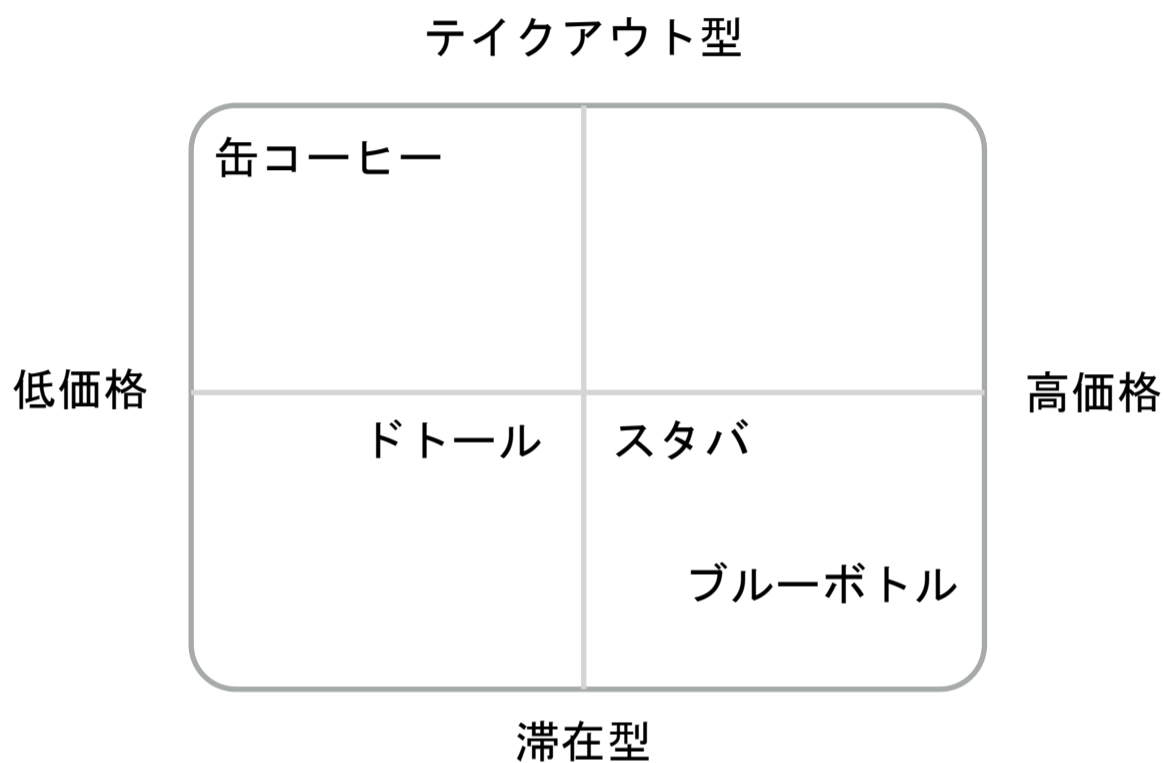 テイクアウト型
缶コーヒー
低価格
高価格
ドトール
スタバ
ブルーボトル
滞在型